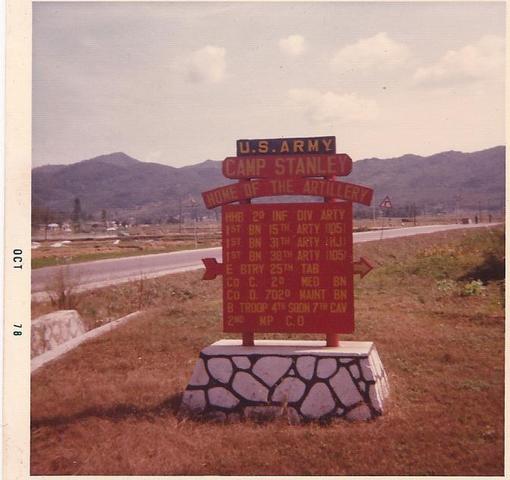 U.S. ARMY
CAMP STANLEY
HOME OF THE ARTILLERY
HHB 2D INF DIV ARTY
1ST BN 15TH ARTY (105)
1ST BN 31TH ARTY (HJ)
1ST BN 38TH ARTY (105)
E BTRY 25TH TAB
CO C. 2D MED BN
CO D. 702D MAINT BN
B TROOP 4TH SQDN 7TH CAV
2ND MP C.O
OCT 78